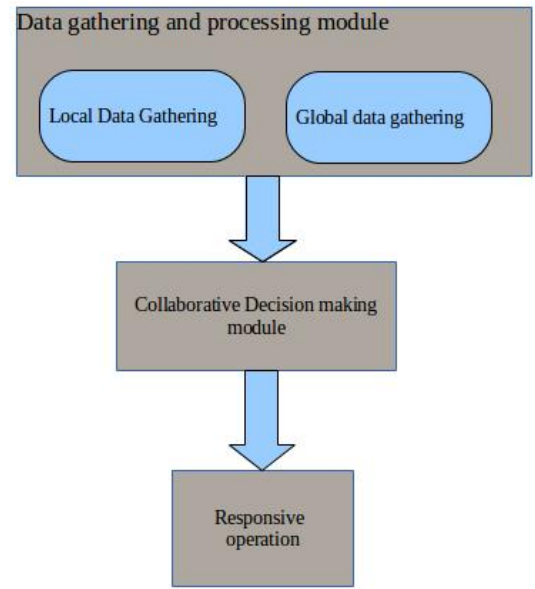 Data gathering and processing module
Local Data Gathering
Global data gathering
Collaborative Decision making
module
Responsive
operation